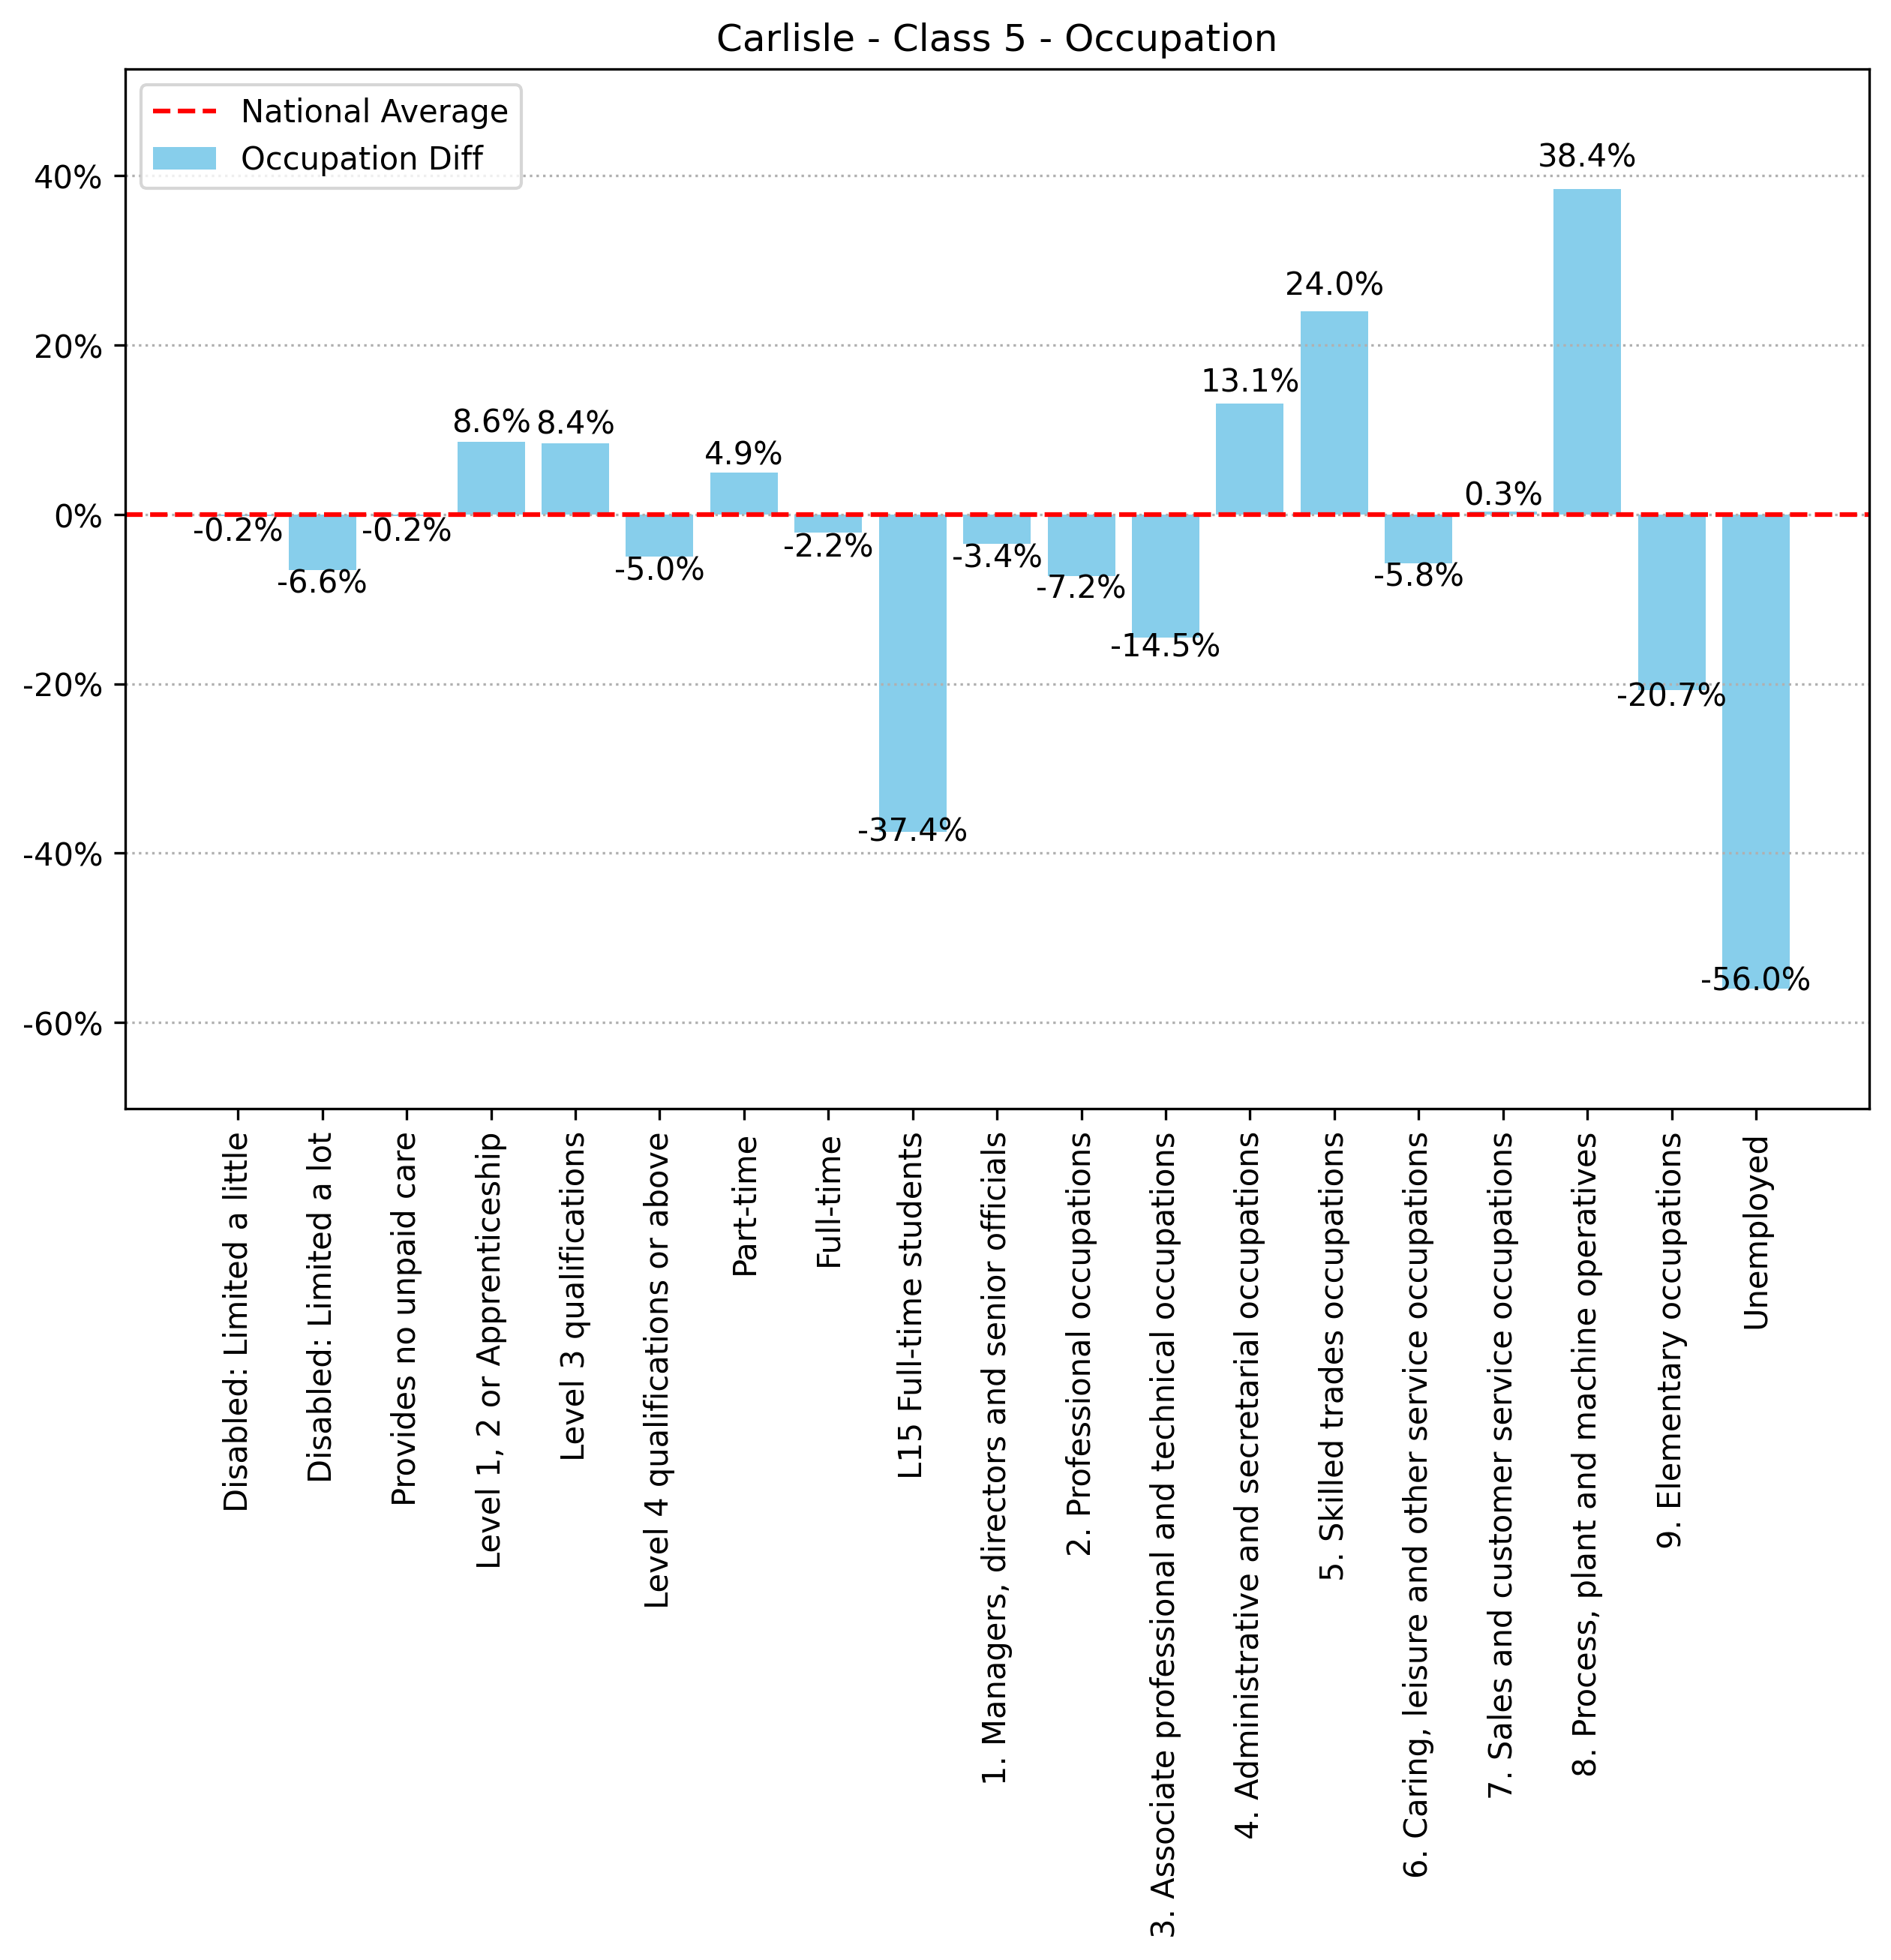 Carlisle - Class 5 - Occupation
National Average
Occupation Diff
40%
20%
0%
-20%
-40%
-60%
-0.2%
-6.6%
-0.2%
8.6%
8.4%
-5.0%
4.9%
-2.2%
-37.4%
-3.4%
-7.2%
-14.5%
13.1%
24.0%
-5.8%
0.3%
38.4%
-20.7%
-56.0%
Disabled: Limited a little
Disabled: Limited a lot
Provides no unpaid care
Level 1, 2 or Apprenticeship
Level 3 qualifications
Level 4 qualifications or above
Part-time
Full-time
L15 Full-time students
1. Managers, directors and senior officials
2. Professional occupations
3. Associate professional and technical occupations
4. Administrative and secretarial occupations
5. Skilled trades occupations
6. Caring, leisure and other service occupations
7. Sales and customer service occupations
8. Process, plant and machine operatives
9. Elementary occupations
Unemployed